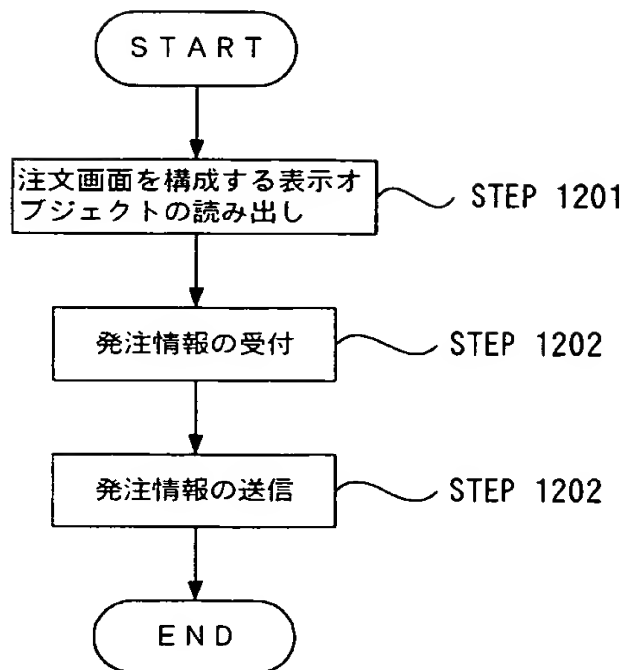 START
注文画面を構成する表示オ
ブジェクトの読み出し
STEP 1201
発注情報の受付
STEP 1202
発注情報の送信
STEP 1202
END